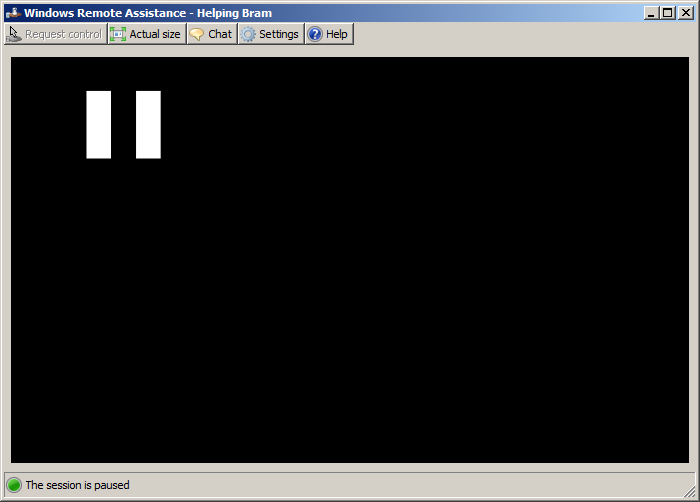 Windows Remote Assistance - Helping Bram
Request control Actual size Chat Settings Help
The session is paused